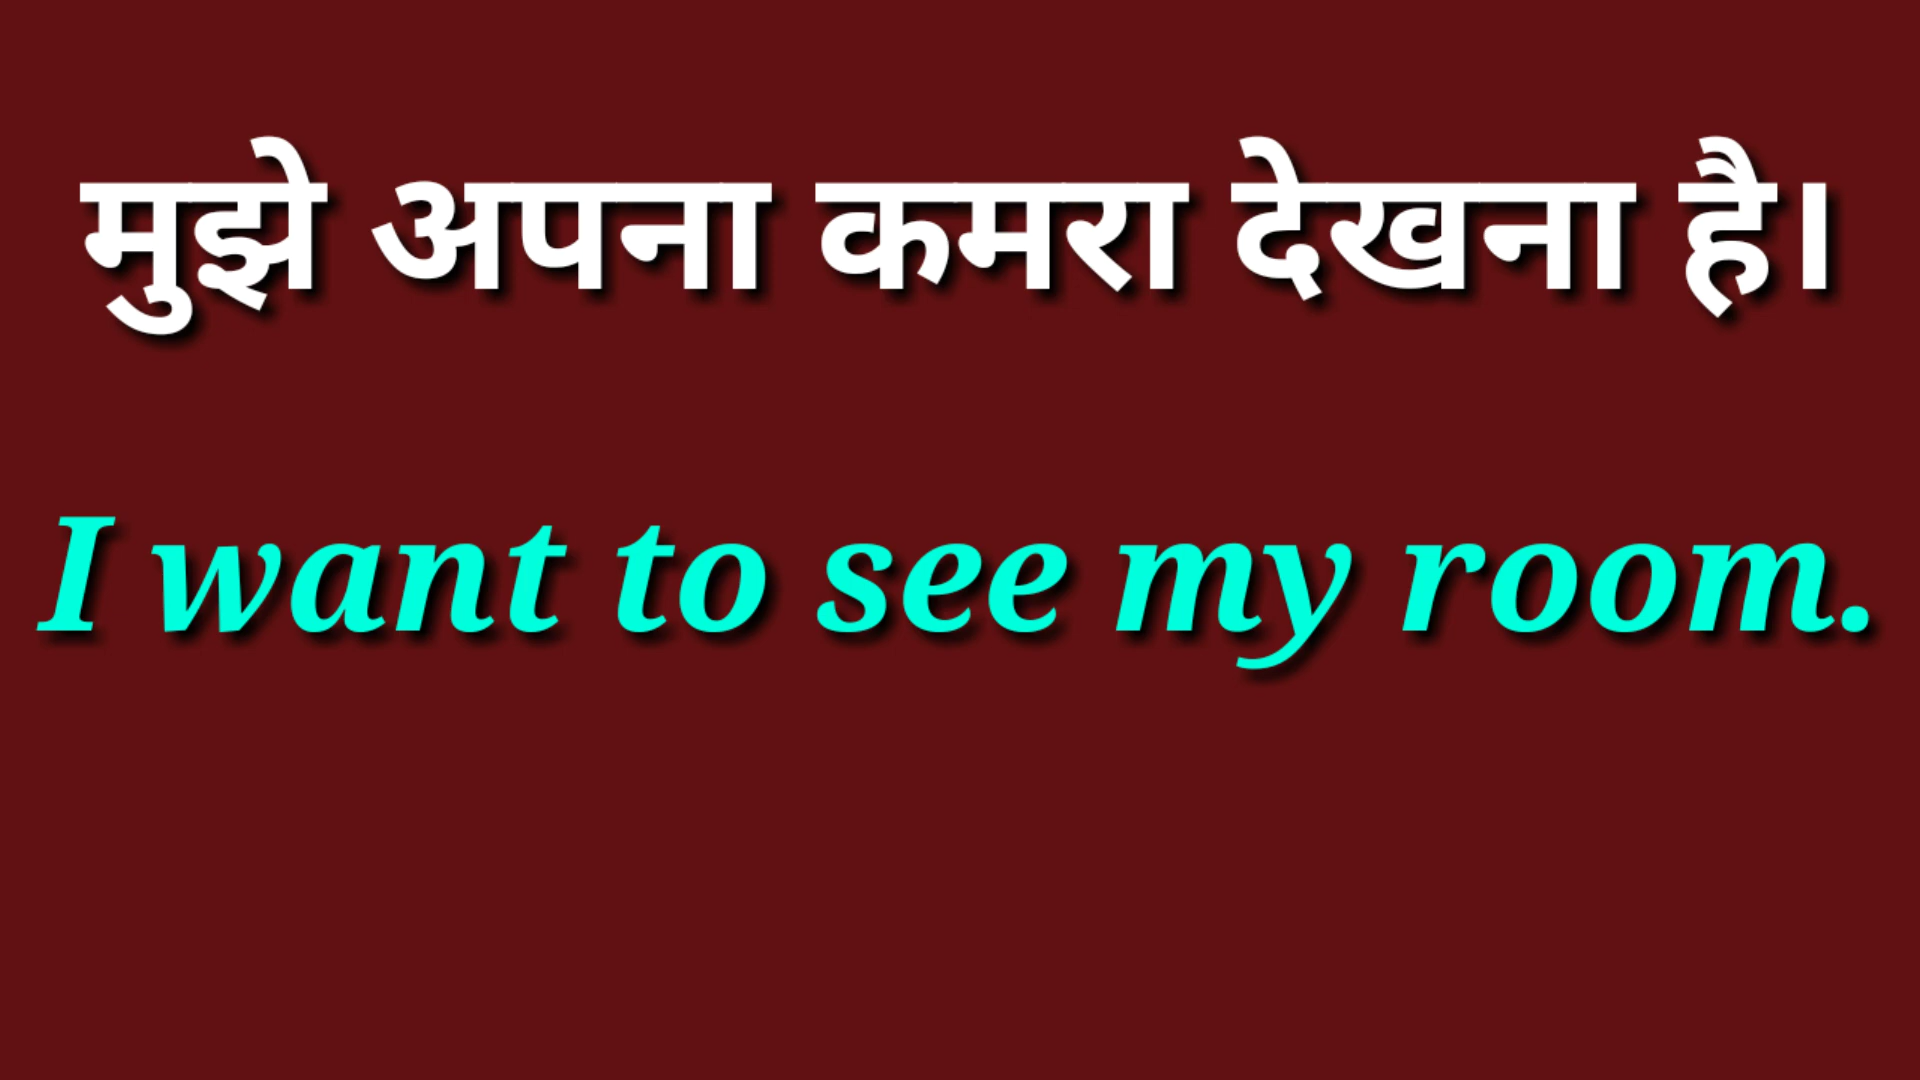 मुझे अपना कमरा देखना है।
I want to see my room.